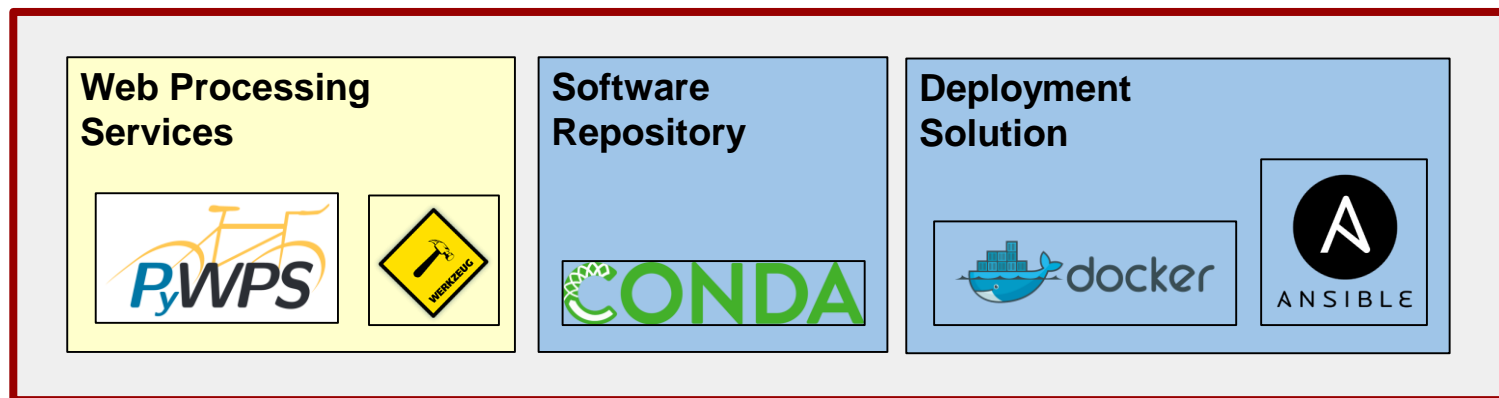 Web Processing
Services
PyWPS
WERKZEUG
Software
Repository
CONDA
Deployment
Solution
docker
A
ANSIBLE